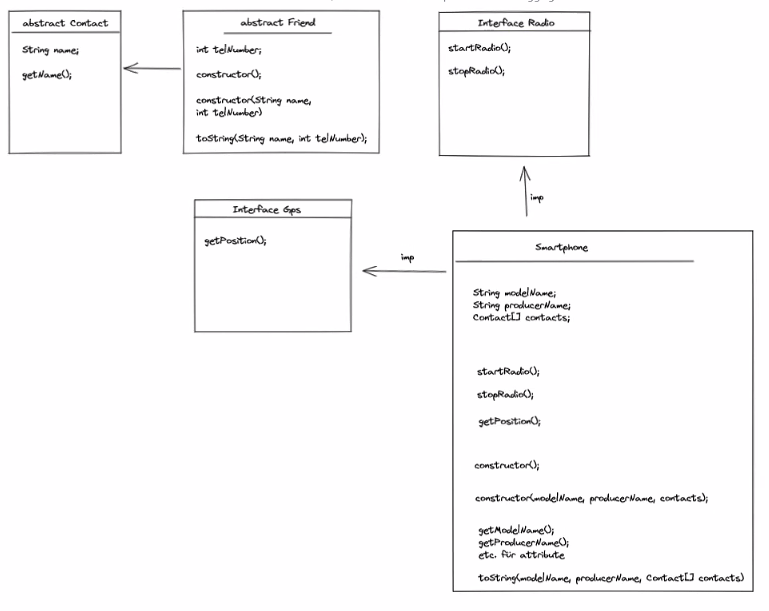 abstract Contact
String name;
getName();
abstract Friend
int telNumber;
constructor();
constructor(String name,
int telNumber)
toString(String name, int telNumber);
Interface Radio
startRadio();
stopRadio();
imp
Interface Gps
getPosition();
imp
Smartphone
String modelName;
String producerName;
Contact[] contacts;
startRadio();
stopRadio();
getPosition();
constructor();
constructor(modelName, producerName, contacts);
getModelName();
getProducerName();
etc. für attribute
toString(modelName, producerName, Contact[] contacts)